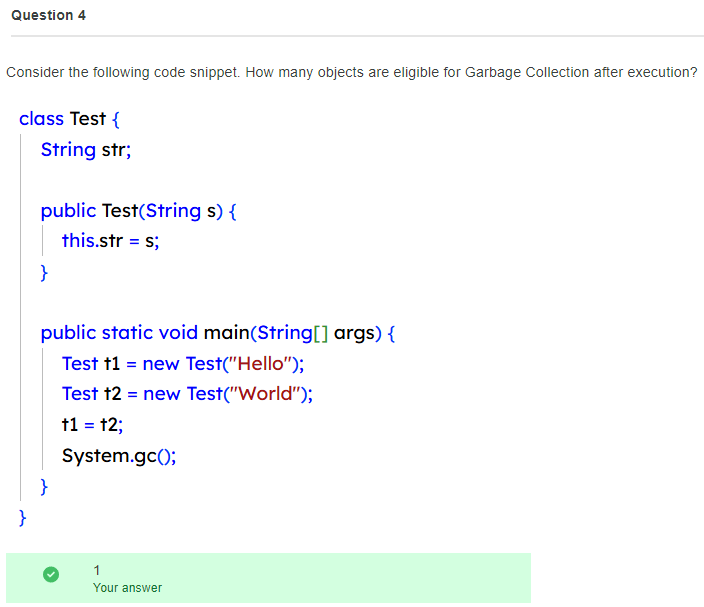 Question 4
Consider the following code snippet. How many objects are eligible for Garbage Collection after execution?
class Test {
String str;
public Test(String s) {
this.str = s;
}
public static void main(String[] args) {
Test t1 = new Test("Hello");
Test t2 = new Test("World");
t1 = t2;
System.gc();
}
}
1
Your answer